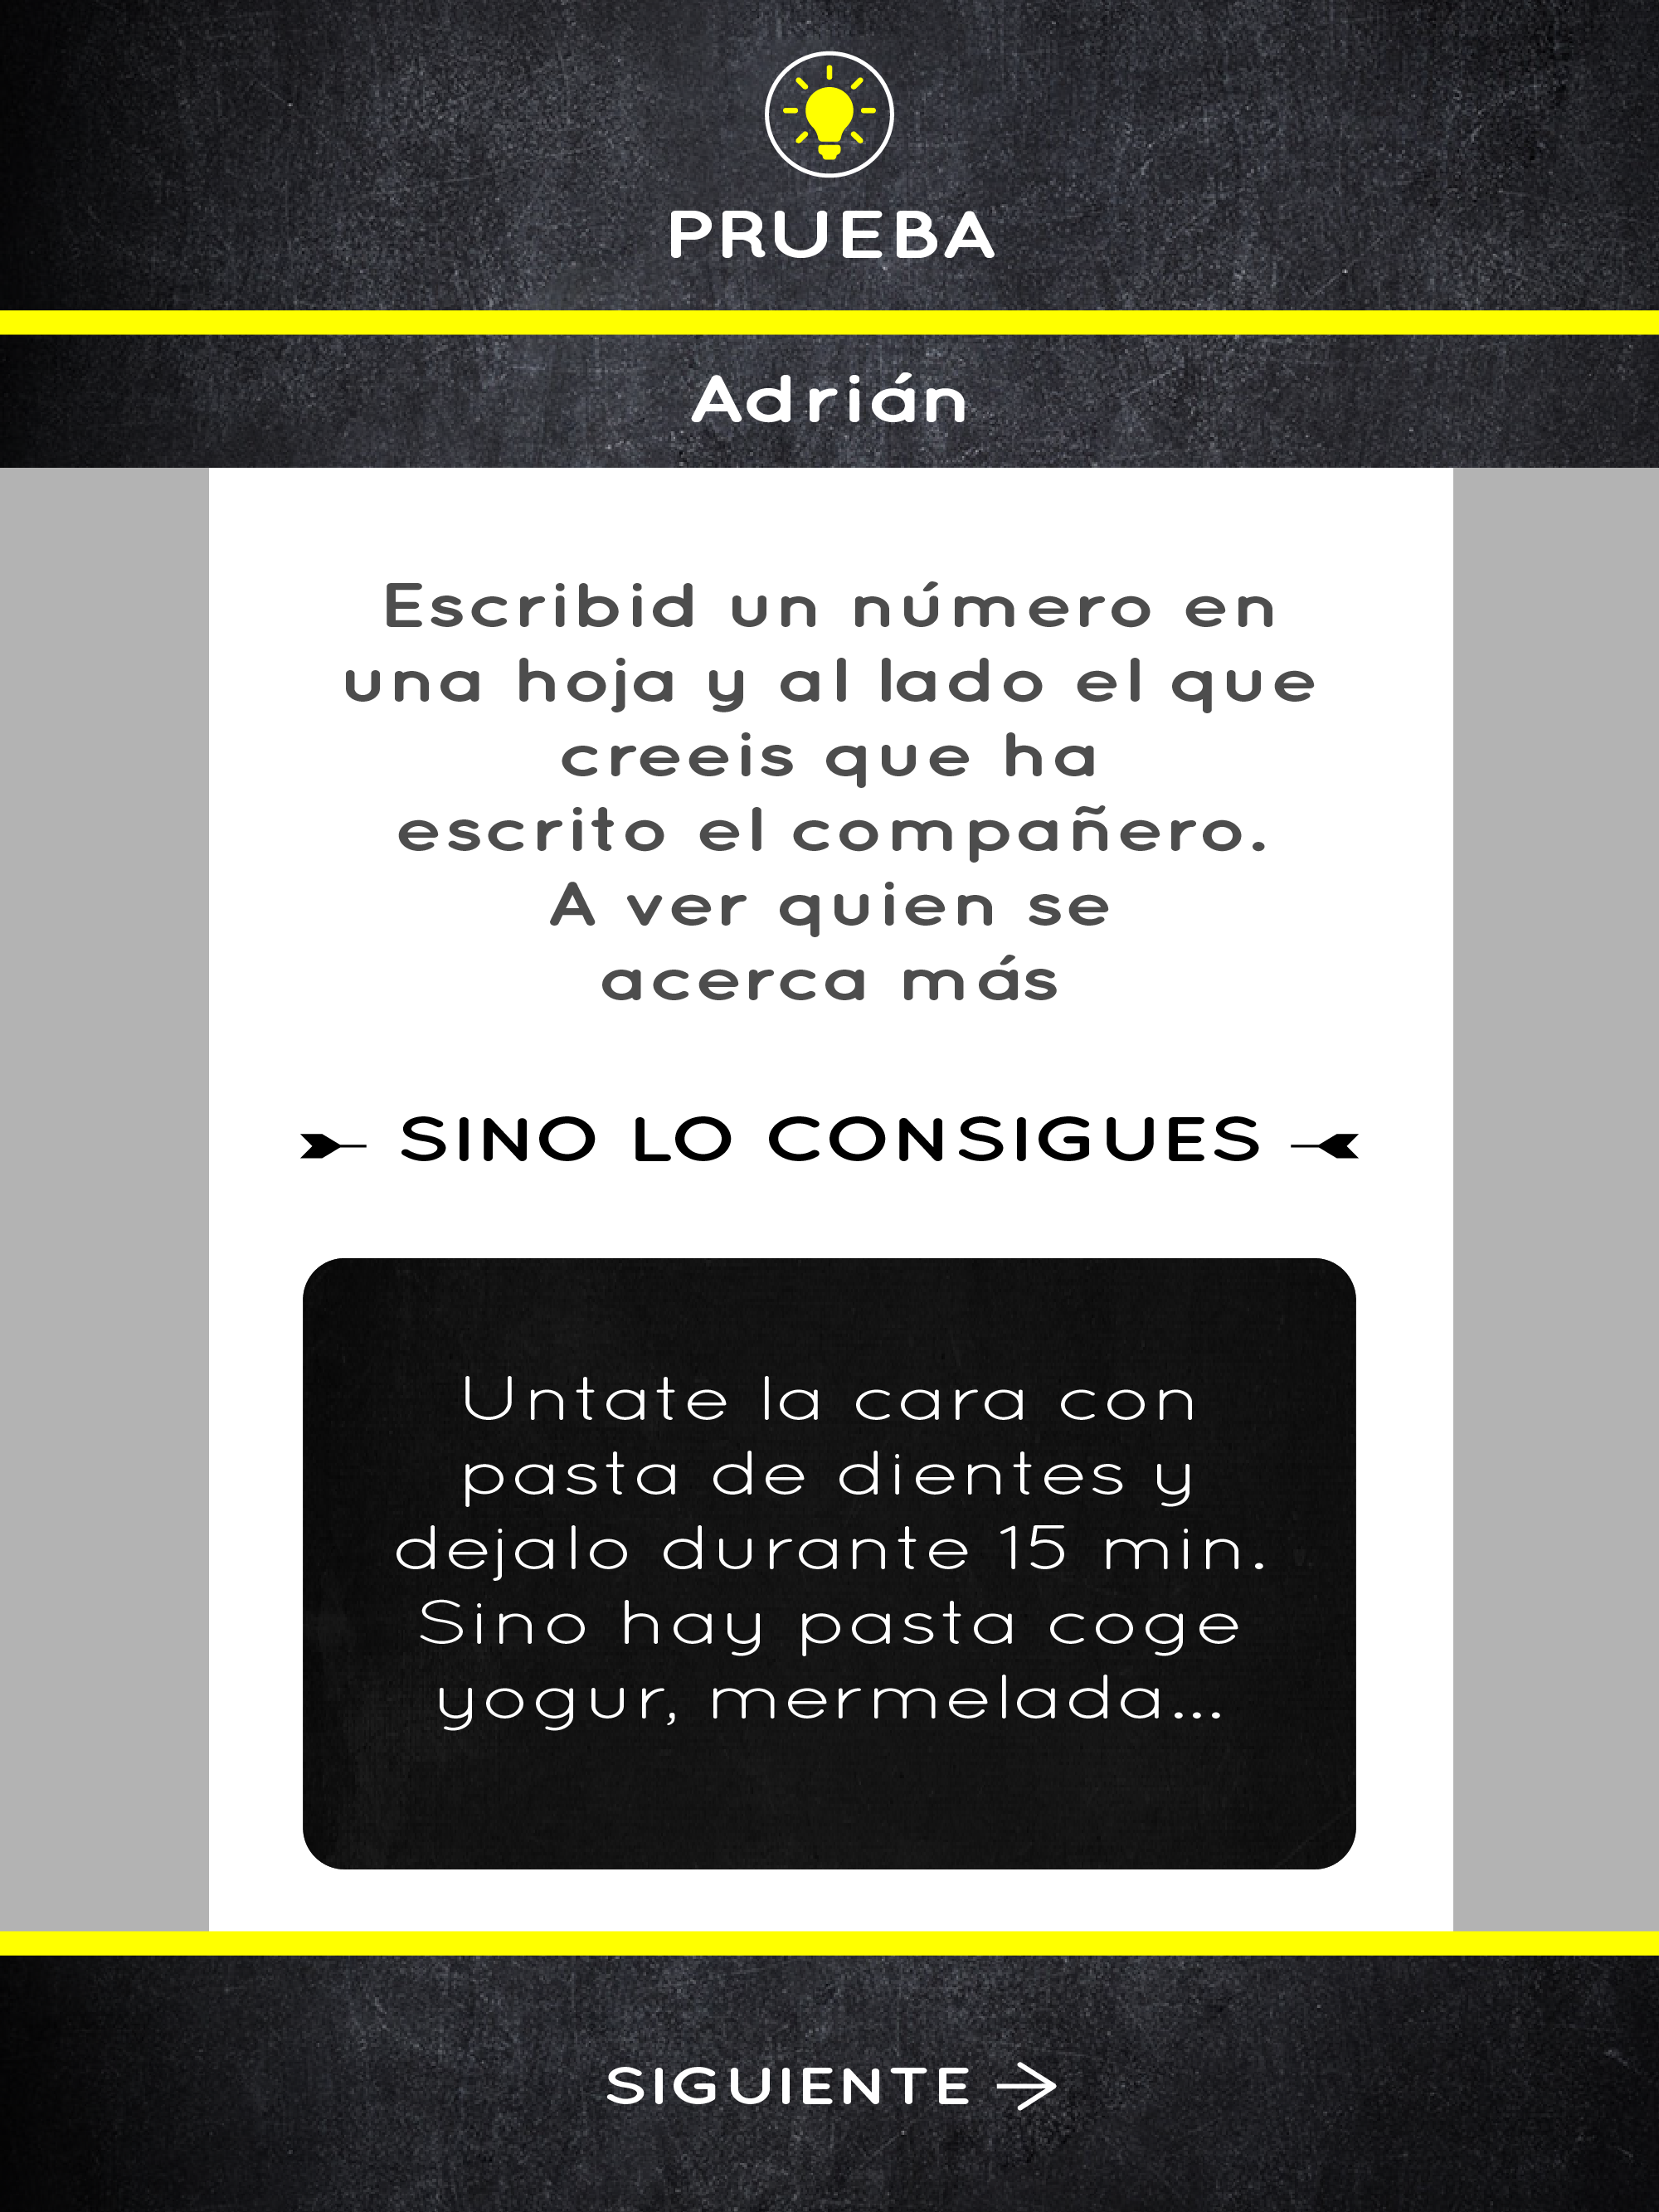 PRUEBA
Adrián
Escribid un número en
una hoja y al lado el que
creeis que ha
escrito el compañero.
A ver quien se
acerca más
SINO LO CONSIGUES
Untate la cara con
pasta de dientes y
dejalo durante 15 min.
Sino hay pasta coge
yogur, mermelada...
SIGUIENTE